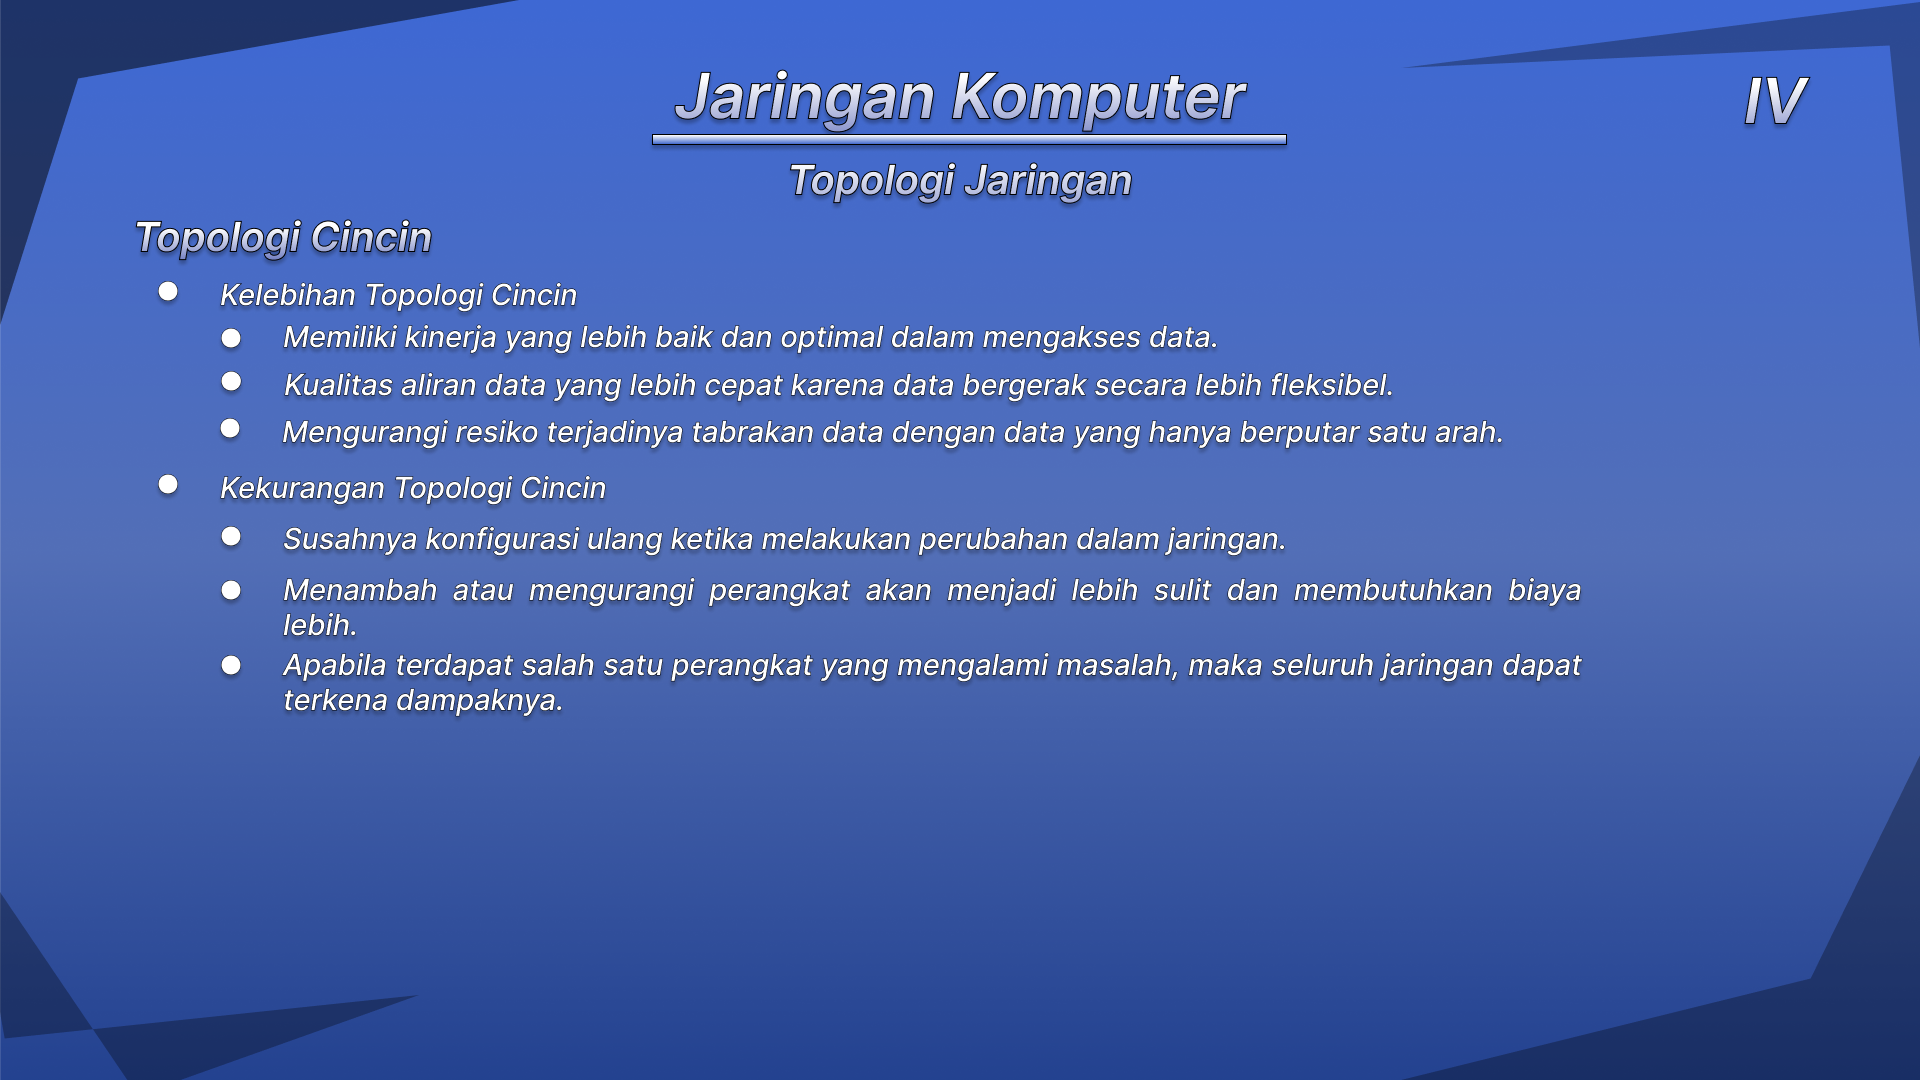 Jaringan Komputer
IV
Topologi Jaringan
Topologi Cincin
Kelebihan Topologi Cincin
Memiliki kinerja yang lebih baik dan optimal dalam mengakses data.
Kualitas aliran data yang lebih cepat karena data bergerak secara lebih fleksibel.
Mengurangi resiko terjadinya tabrakan data dengan data yang hanya berputar satu arah.
Kekurangan Topologi Cincin
Susahnya konfigurasi ulang ketika melakukan perubahan dalam jaringan.
Menambah atau mengurangi perangkat akan menjadi lebih sulit dan membutuhkan biaya
lebih.
Apabila terdapat salah satu perangkat yang mengalami masalah, maka seluruh jaringan dapat
terkena dampaknya.